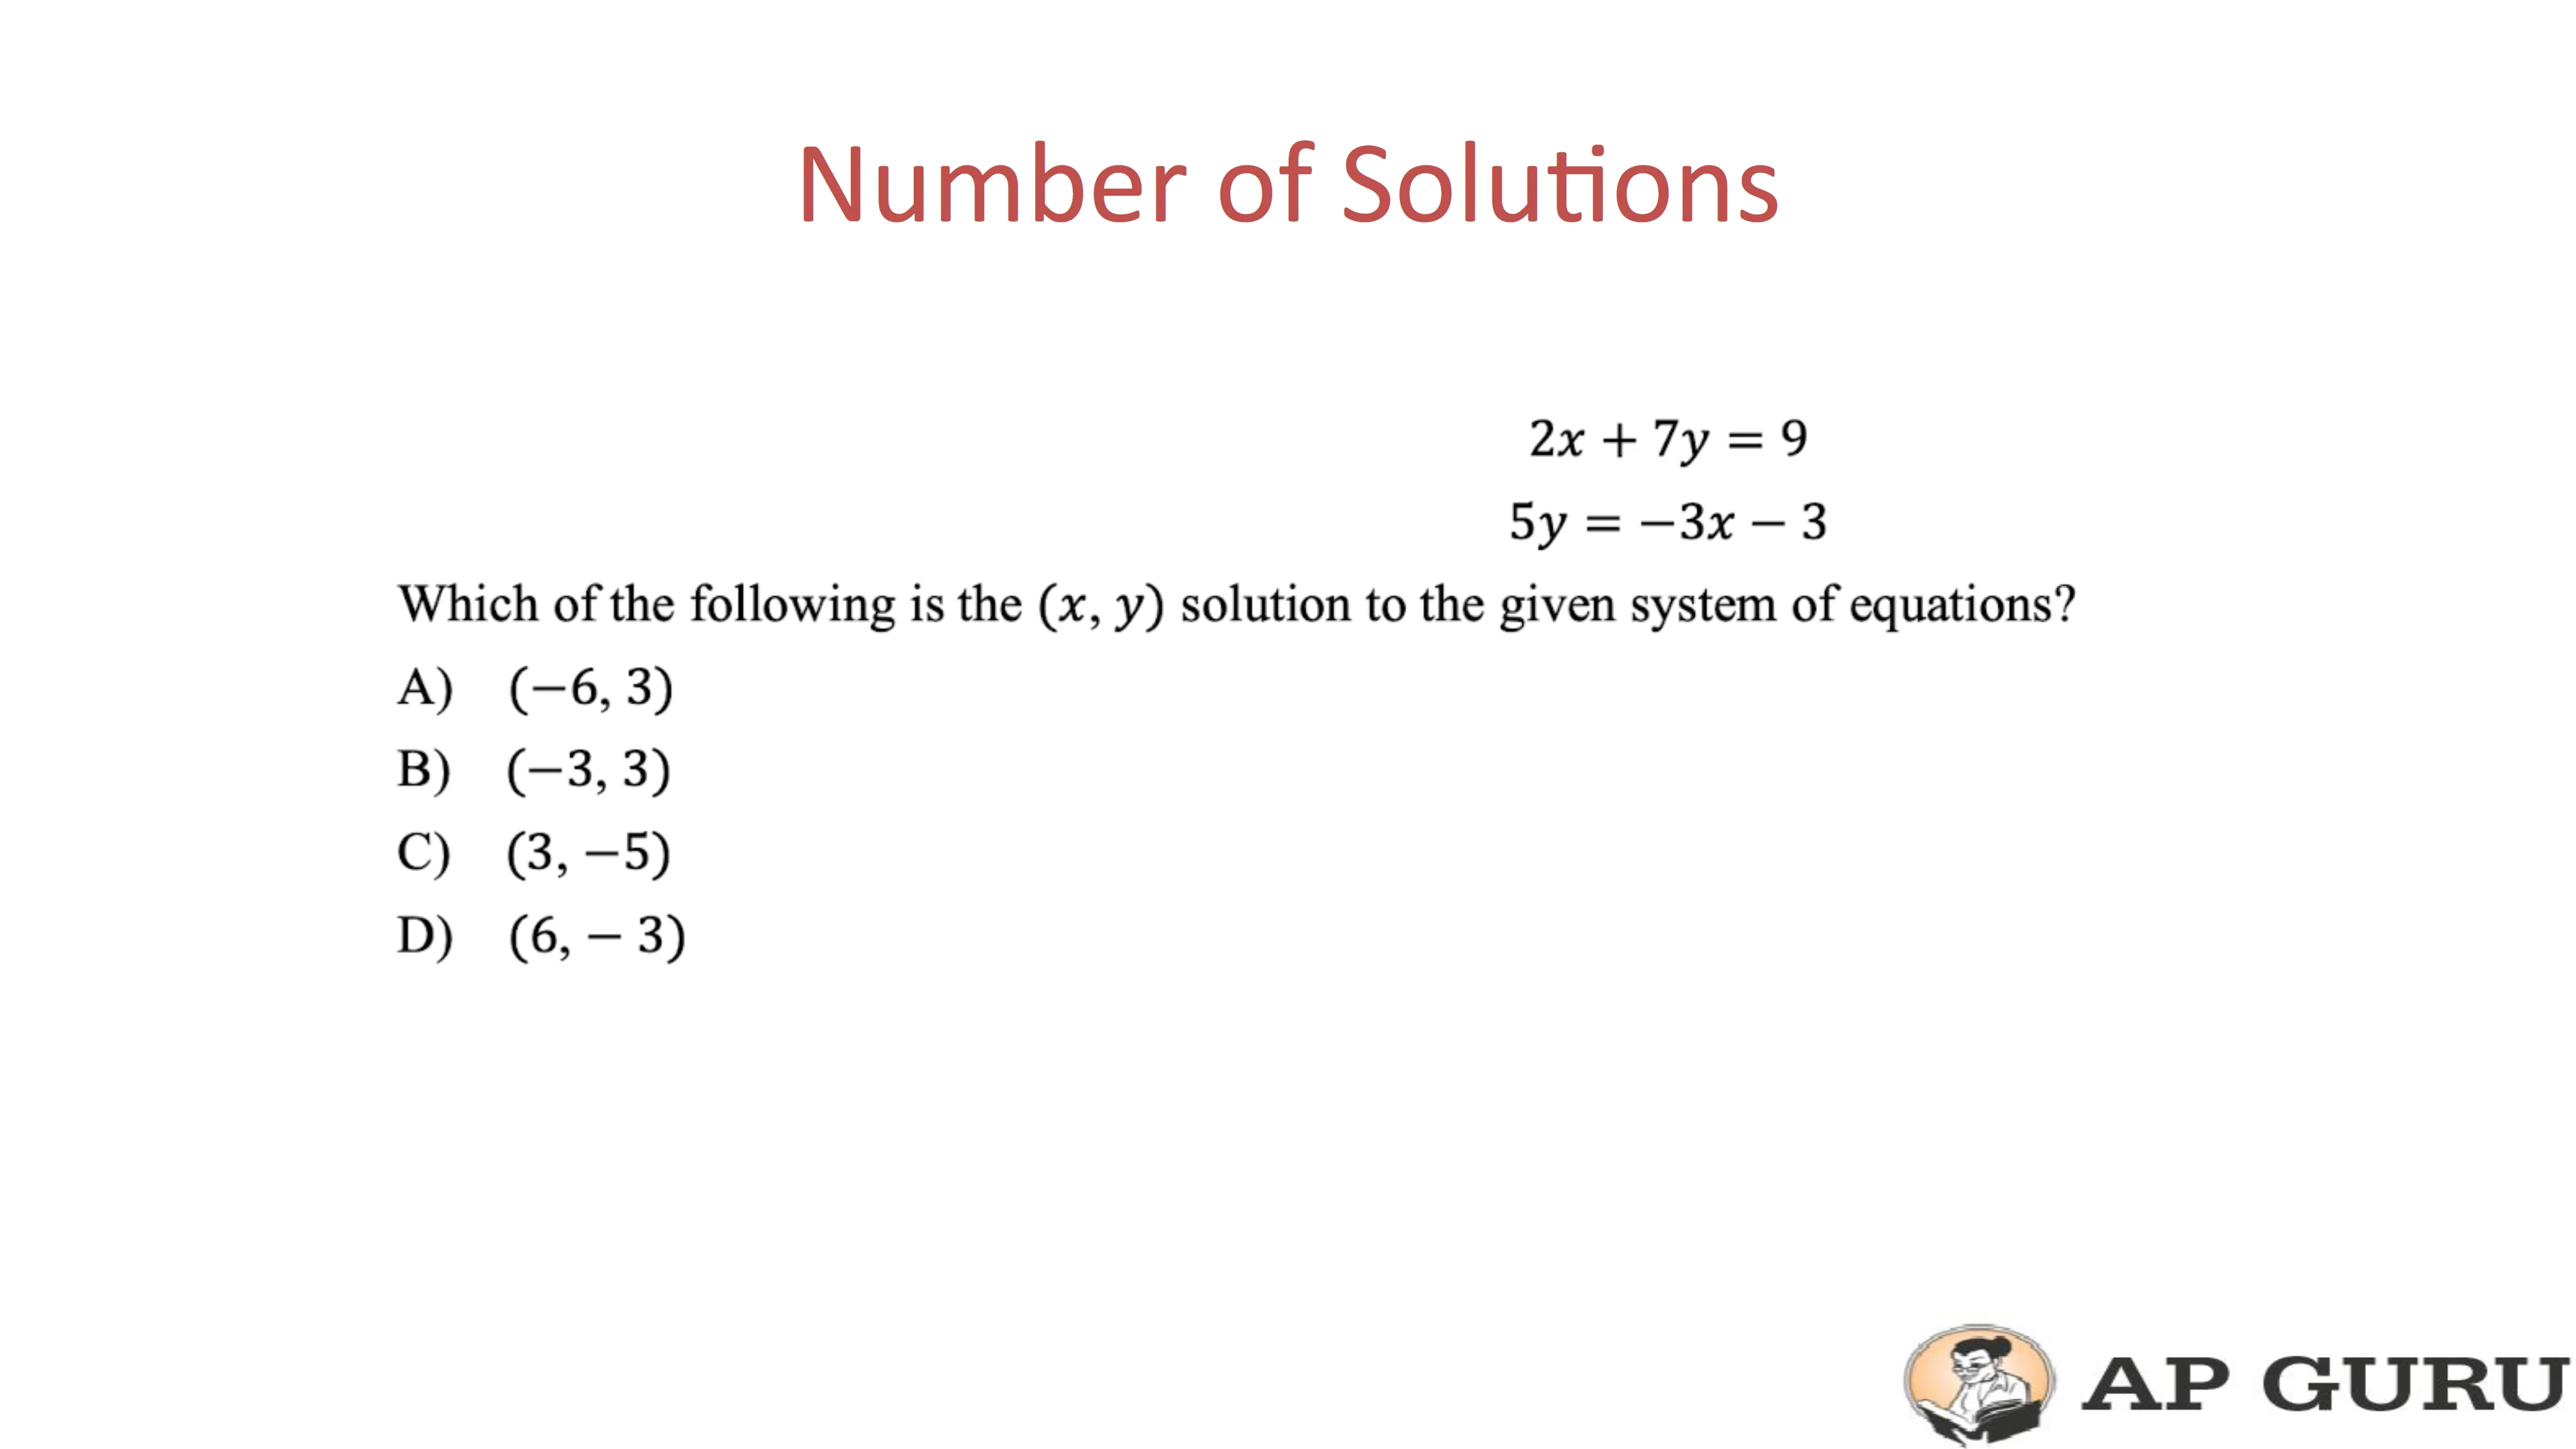 Number of Solutions
2x + 7y = 9
5y = −3x − 3
Which of the following is the (x, y) solution to the given system of equations?
A) (−6, 3)
B) (−3, 3)
C) (3, −5)
D) (6, − 3)
AP GURU